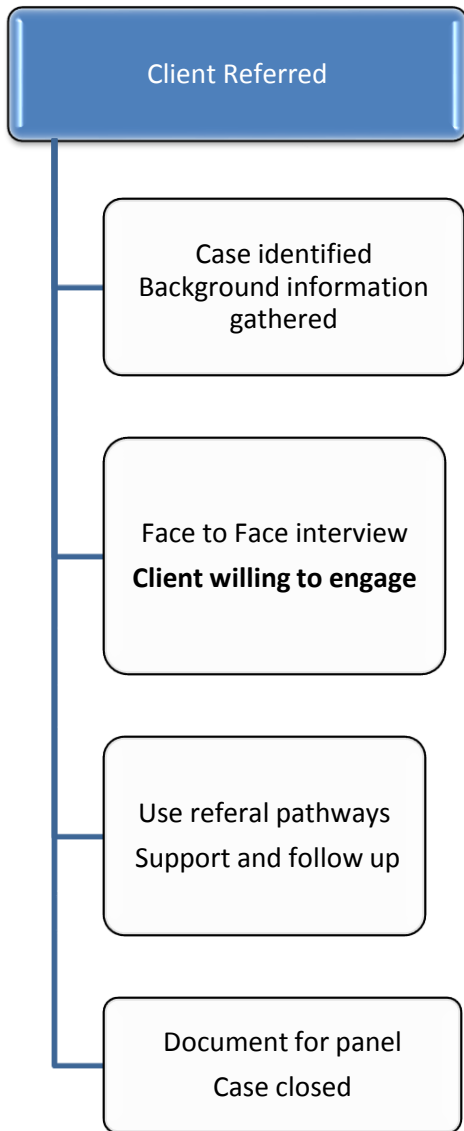 Client Referred
Case identified
Background information
gathered
Face to Face interview
Client willing to engage
Use referal pathways
Support and follow up
Document for panel
Case closed